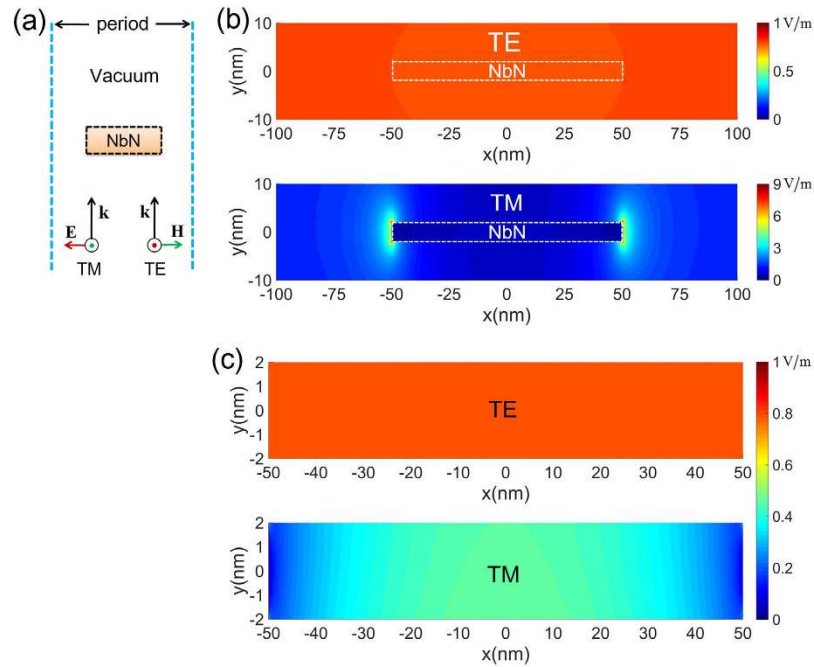 (a)
period
Vacuum
NbN
k
k
E
H
TM
TE
(b)
TE
NbN
10
0
-10
y(nm)
-100 -75 -50 -25 0 25 50 75 100
x(nm)
1 V/m
0.5
0
TM
NbN
10
0
-10
y(nm)
-100 -75 -50 -25 0 25 50 75 100
x(nm)
9 V/m
6
3
0
(c)
TE
2
1
0
-1
-2
y(nm)
-50 -40 -30 -20 -10 0 10 20 30 40 50
x(nm)
TM
2
1
0
-1
-2
y(nm)
-50 -40 -30 -20 -10 0 10 20 30 40 50
x(nm)
1 V/m
0.8
0.6
0.4
0.2
0